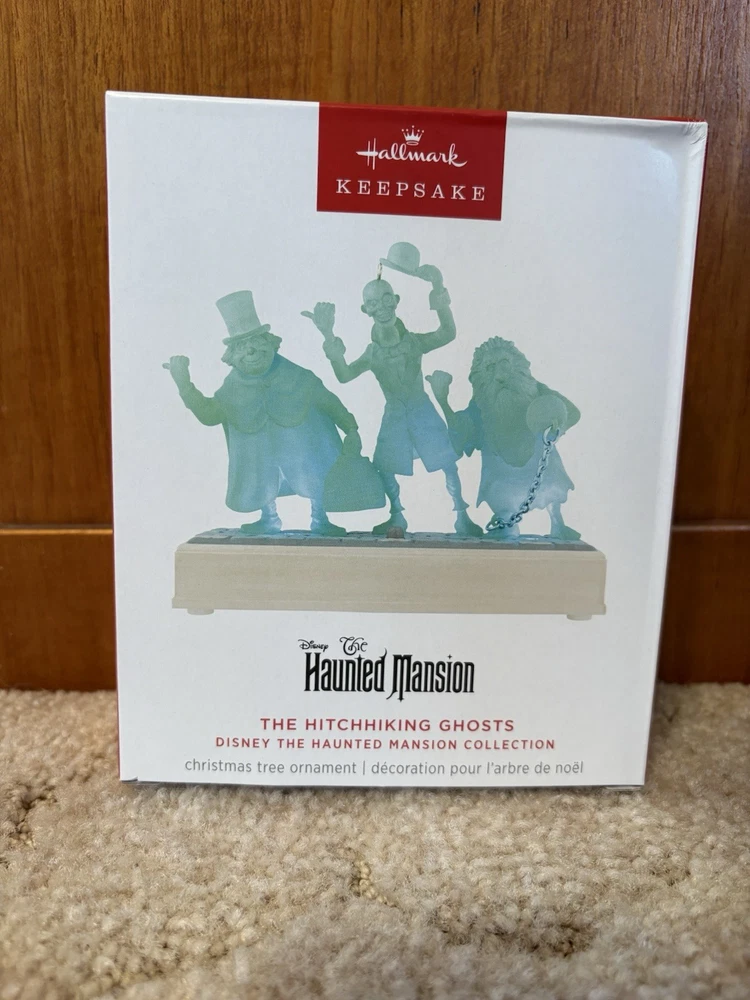 Hallmark
KEEPSAKE
Disney The
Haunted Mansion
THE HITCHHIKING GHOSTS
DISNEY THE HAUNTED MANSION COLLECTION
christmas tree ornament | décoration pour l'arbre de noël